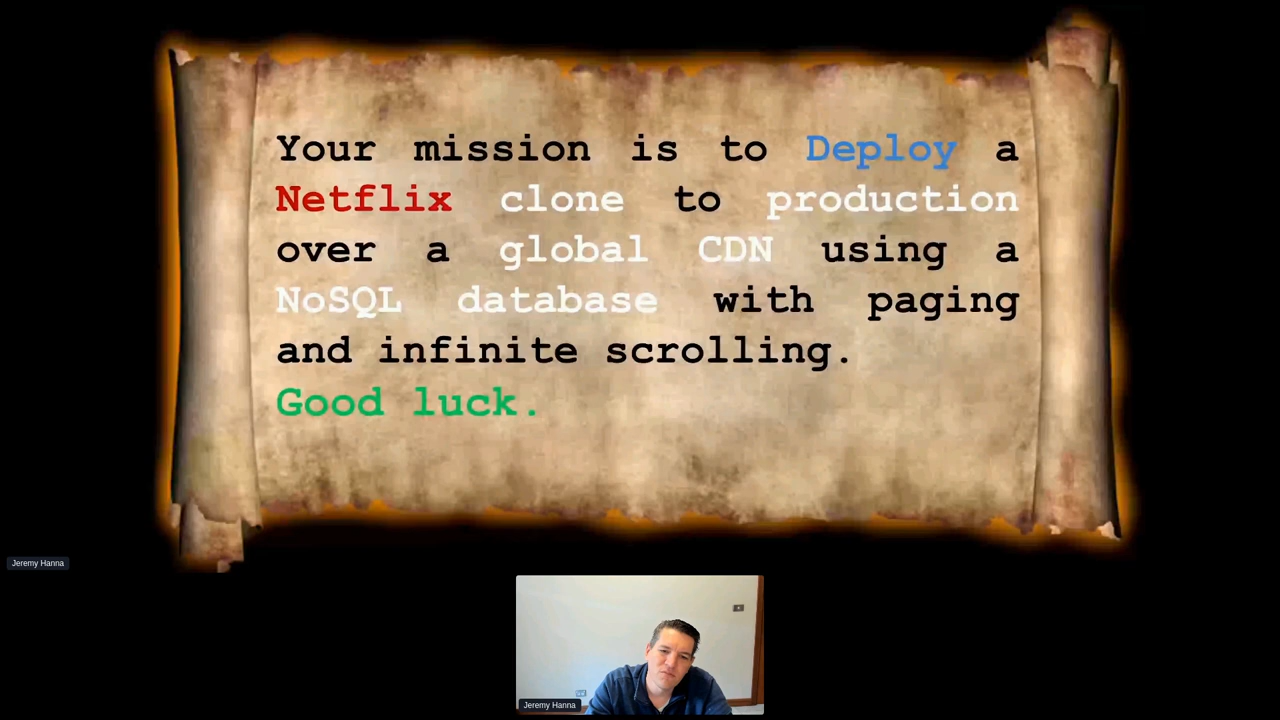 Your mission is to Deploy a
Netflix clone to production
over a global CDN using a
NoSQL database with paging
and infinite scrolling.
Good luck.
Jeremy Hanna
Jeremy Hanna